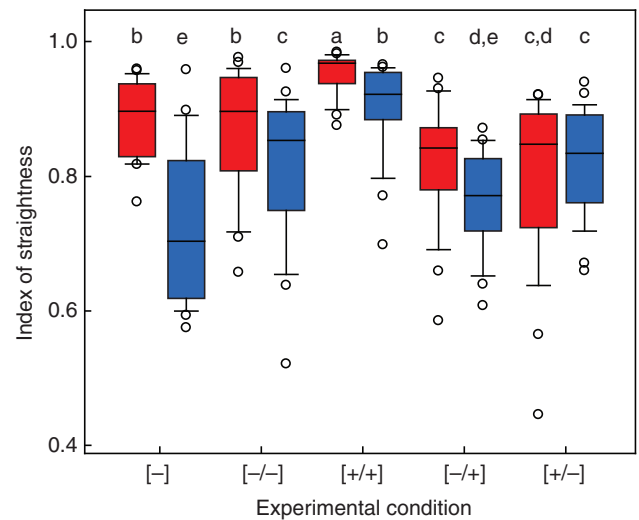 b e b c a b c d,e c,d c
1.0
0.8
0.6
0.4
Index of straightness
[–] [–/–] [+/+] [–/+] [+/–]
Experimental condition